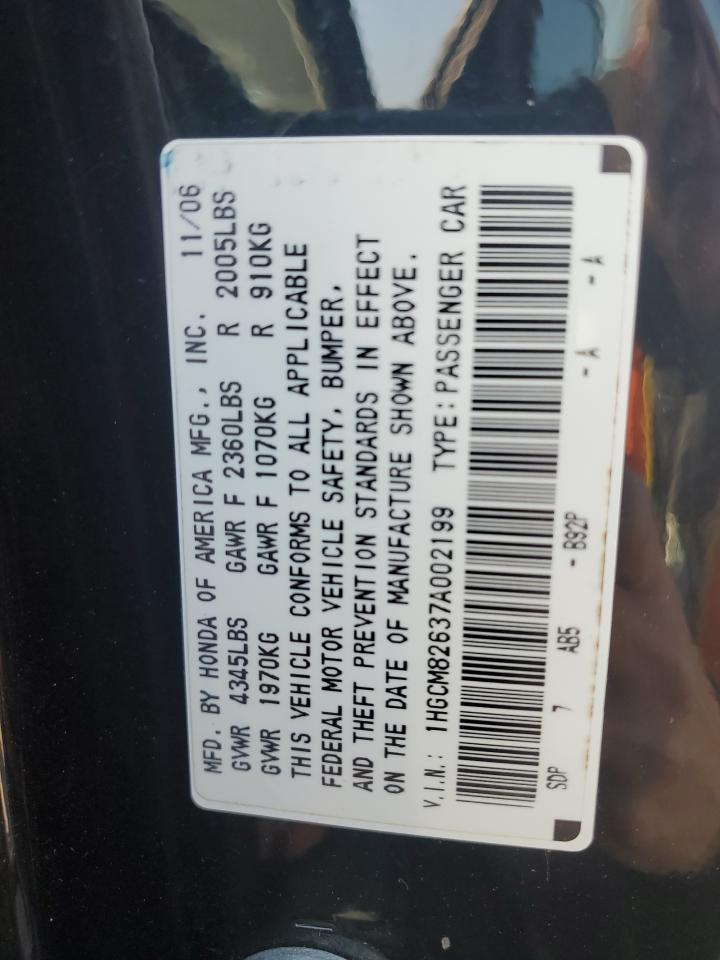 MFD. BY HONDA OF AMERICA MFG., INC. 11/06
GVWR 4345LBS GAWR F 2360LBS R 2005LBS
GVWR 1970KG GAWR F 1070KG R 910KG
THIS VEHICLE CONFORMS TO ALL APPLICABLE
FEDERAL MOTOR VEHICLE SAFETY, BUMPER,
AND THEFT PREVENTION STANDARDS IN EFFECT
ON THE DATE OF MANUFACTURE SHOWN ABOVE.
V.I.N.: 1HGCM82637A002199 TYPE: PASSENGER CAR
SDP 7 AB5 - B92P - A - A